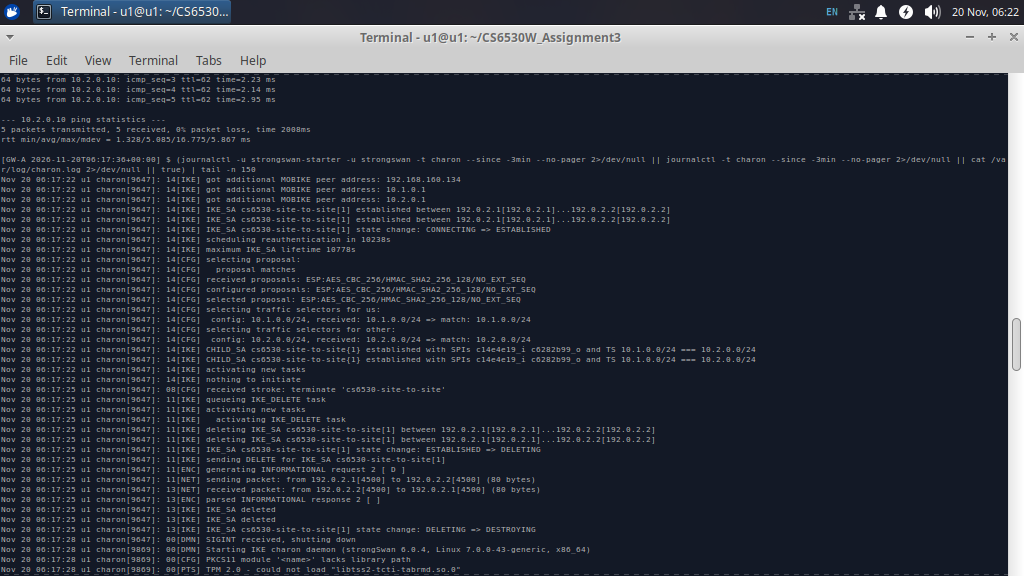 Terminal - u1@u1: ~/CS6530...
EN
20 Nov, 06:22
Terminal - u1@u1: ~/CS6530W_Assignment3
File Edit View Terminal Tabs Help
64 bytes from 10.2.0.10: icmp_seq=3 ttl=62 time=2.23 ms
64 bytes from 10.2.0.10: icmp_seq=4 ttl=62 time=2.14 ms
64 bytes from 10.2.0.10: icmp_seq=5 ttl=62 time=2.95 ms
--- 10.2.0.10 ping statistics ---
5 packets transmitted, 5 received, 0% packet loss, time 2008ms
rtt min/avg/max/mdev = 1.328/5.085/16.775/5.867 ms
[GW-A 2026-11-20T06:17:36+00:00] $ (journalctl -u strongswan-starter -u strongswan -t charon --since -3min --no-pager 2>/dev/null || journalctl -t charon --since -3min --no-pager 2>/dev/null || cat /va
r/log/charon.log 2>/dev/null || true) | tail -n 150
Nov 20 06:17:22 u1 charon[9647]: 14[IKE] got additional MOBIKE peer address: 192.168.160.134
Nov 20 06:17:22 u1 charon[9647]: 14[IKE] got additional MOBIKE peer address: 10.1.0.1
Nov 20 06:17:22 u1 charon[9647]: 14[IKE] got additional MOBIKE peer address: 10.2.0.1
Nov 20 06:17:22 u1 charon[9647]: 14[IKE] IKE_SA cs6530-site-to-site[1] established between 192.0.2.1[192.0.2.1]...192.0.2.2[192.0.2.2]
Nov 20 06:17:22 u1 charon[9647]: 14[IKE] IKE_SA cs6530-site-to-site[1] established between 192.0.2.1[192.0.2.1]...192.0.2.2[192.0.2.2]
Nov 20 06:17:22 u1 charon[9647]: 14[IKE] IKE_SA cs6530-site-to-site[1] state change: CONNECTING => ESTABLISHED
Nov 20 06:17:22 u1 charon[9647]: 14[IKE] scheduling reauthentication in 10238s
Nov 20 06:17:22 u1 charon[9647]: 14[IKE] maximum IKE_SA lifetime 10778s
Nov 20 06:17:22 u1 charon[9647]: 14[CFG] selecting proposal:
Nov 20 06:17:22 u1 charon[9647]: 14[CFG]   proposal matches
Nov 20 06:17:22 u1 charon[9647]: 14[CFG] received proposals: ESP:AES_CBC_256/HMAC_SHA2_256_128/NO_EXT_SEQ
Nov 20 06:17:22 u1 charon[9647]: 14[CFG] configured proposals: ESP:AES_CBC_256/HMAC_SHA2_256_128/NO_EXT_SEQ
Nov 20 06:17:22 u1 charon[9647]: 14[CFG] selected proposal: ESP:AES_CBC_256/HMAC_SHA2_256_128/NO_EXT_SEQ
Nov 20 06:17:22 u1 charon[9647]: 14[CFG] selecting traffic selectors for us:
Nov 20 06:17:22 u1 charon[9647]: 14[CFG]  config: 10.1.0.0/24, received: 10.1.0.0/24 => match: 10.1.0.0/24
Nov 20 06:17:22 u1 charon[9647]: 14[CFG] selecting traffic selectors for other:
Nov 20 06:17:22 u1 charon[9647]: 14[CFG]  config: 10.2.0.0/24, received: 10.2.0.0/24 => match: 10.2.0.0/24
Nov 20 06:17:22 u1 charon[9647]: 14[IKE] CHILD_SA cs6530-site-to-site{1} established with SPIs c14e4e19_i c6282b99_o and TS 10.1.0.0/24 === 10.2.0.0/24
Nov 20 06:17:22 u1 charon[9647]: 14[IKE] CHILD_SA cs6530-site-to-site{1} established with SPIs c14e4e19_i c6282b99_o and TS 10.1.0.0/24 === 10.2.0.0/24
Nov 20 06:17:22 u1 charon[9647]: 14[IKE] activating new tasks
Nov 20 06:17:22 u1 charon[9647]: 14[IKE] nothing to initiate
Nov 20 06:17:25 u1 charon[9647]: 08[CFG] received stroke: terminate 'cs6530-site-to-site'
Nov 20 06:17:25 u1 charon[9647]: 11[IKE] queueing IKE_DELETE task
Nov 20 06:17:25 u1 charon[9647]: 11[IKE] activating new tasks
Nov 20 06:17:25 u1 charon[9647]: 11[IKE]   activating IKE_DELETE task
Nov 20 06:17:25 u1 charon[9647]: 11[IKE] deleting IKE_SA cs6530-site-to-site[1] between 192.0.2.1[192.0.2.1]...192.0.2.2[192.0.2.2]
Nov 20 06:17:25 u1 charon[9647]: 11[IKE] deleting IKE_SA cs6530-site-to-site[1] between 192.0.2.1[192.0.2.1]...192.0.2.2[192.0.2.2]
Nov 20 06:17:25 u1 charon[9647]: 11[IKE] IKE_SA cs6530-site-to-site[1] state change: ESTABLISHED => DELETING
Nov 20 06:17:25 u1 charon[9647]: 11[IKE] sending DELETE for IKE_SA cs6530-site-to-site[1]
Nov 20 06:17:25 u1 charon[9647]: 11[ENC] generating INFORMATIONAL request 2 [ D ]
Nov 20 06:17:25 u1 charon[9647]: 11[NET] sending packet: from 192.0.2.1[4500] to 192.0.2.2[4500] (80 bytes)
Nov 20 06:17:25 u1 charon[9647]: 13[NET] received packet: from 192.0.2.2[4500] to 192.0.2.1[4500] (80 bytes)
Nov 20 06:17:25 u1 charon[9647]: 13[ENC] parsed INFORMATIONAL response 2 [ ]
Nov 20 06:17:25 u1 charon[9647]: 13[IKE] IKE_SA deleted
Nov 20 06:17:25 u1 charon[9647]: 13[IKE] IKE_SA deleted
Nov 20 06:17:25 u1 charon[9647]: 13[IKE] IKE_SA cs6530-site-to-site[1] state change: DELETING => DESTROYING
Nov 20 06:17:28 u1 charon[9647]: 00[DMN] SIGINT received, shutting down
Nov 20 06:17:28 u1 charon[9869]: 00[DMN] Starting IKE charon daemon (strongSwan 6.0.4, Linux 7.0.0-43-generic, x86_64)
Nov 20 06:17:28 u1 charon[9869]: 00[CFG] PKCS11 module '<name>' lacks library path
Nov 20 06:17:28 u1 charon[9869]: 00[PTS] TPM 2.0 - could not load "libtss2-tcti-tabrmd.so.0"